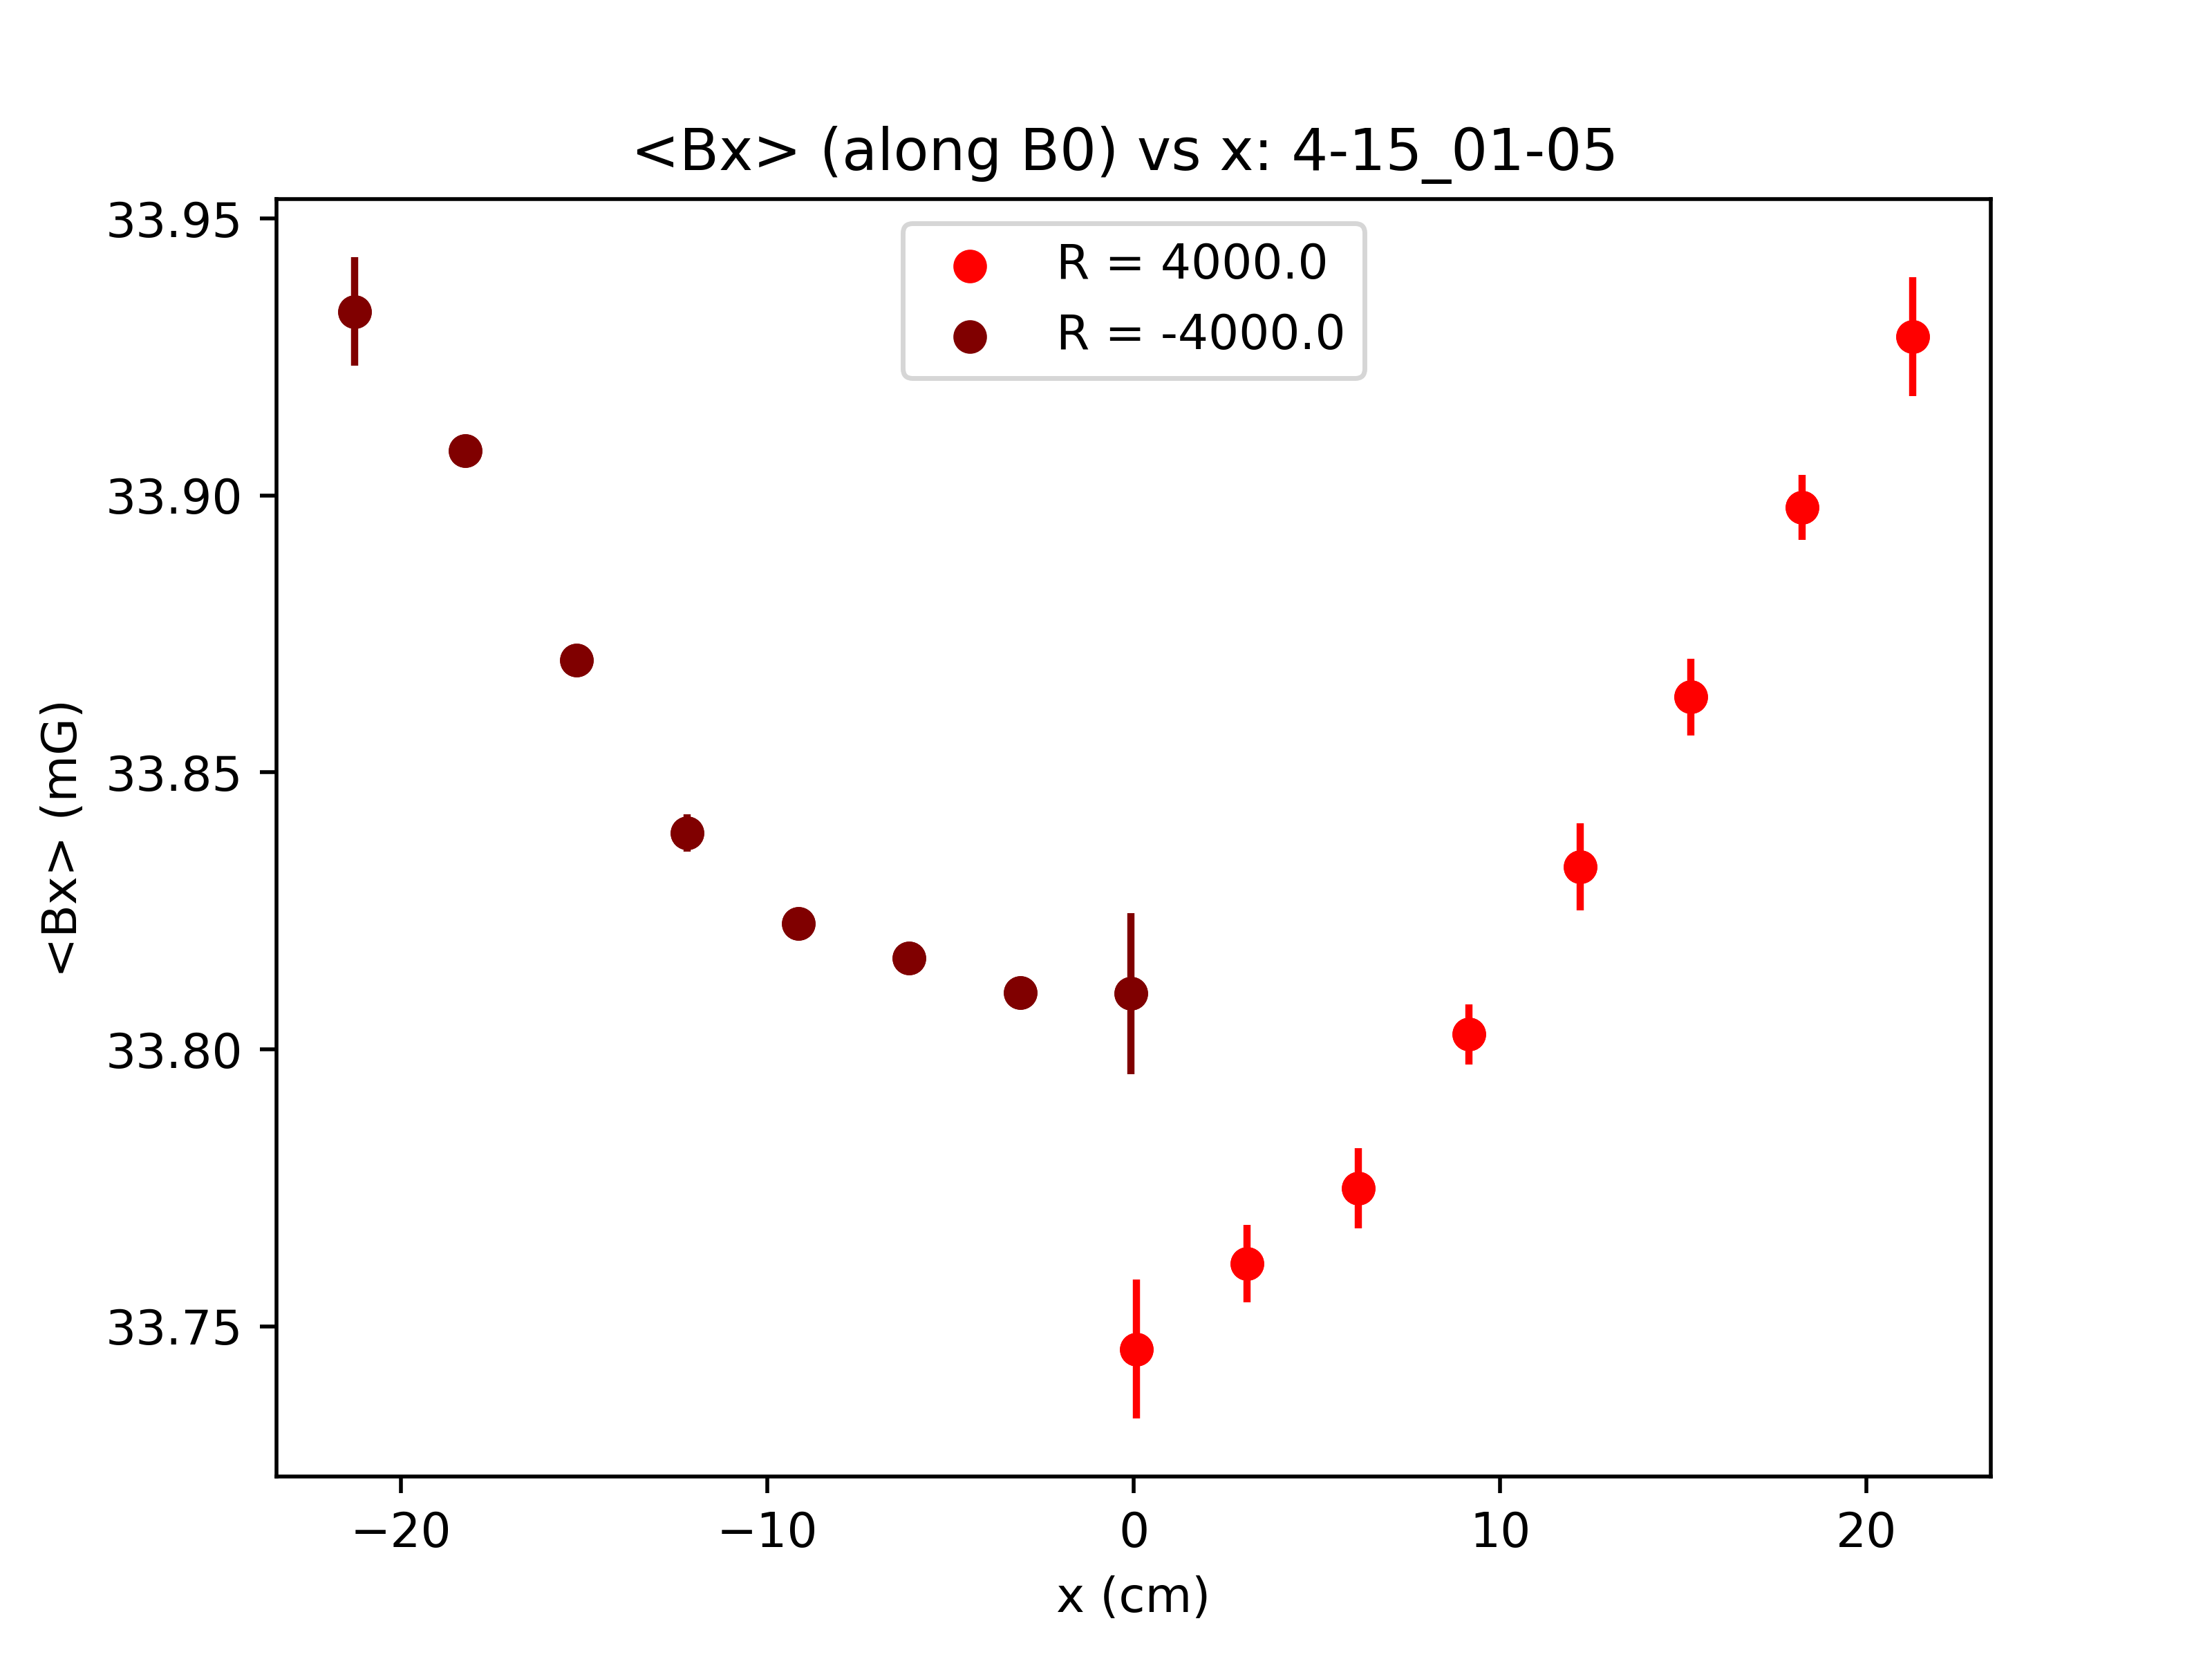 <Bx> (along B0) vs x: 4-15_01-05
R = 4000.0
R = -4000.0
<Bx> (mG)
33.95
33.90
33.85
33.80
33.75
−20
−10
0
10
20
x (cm)